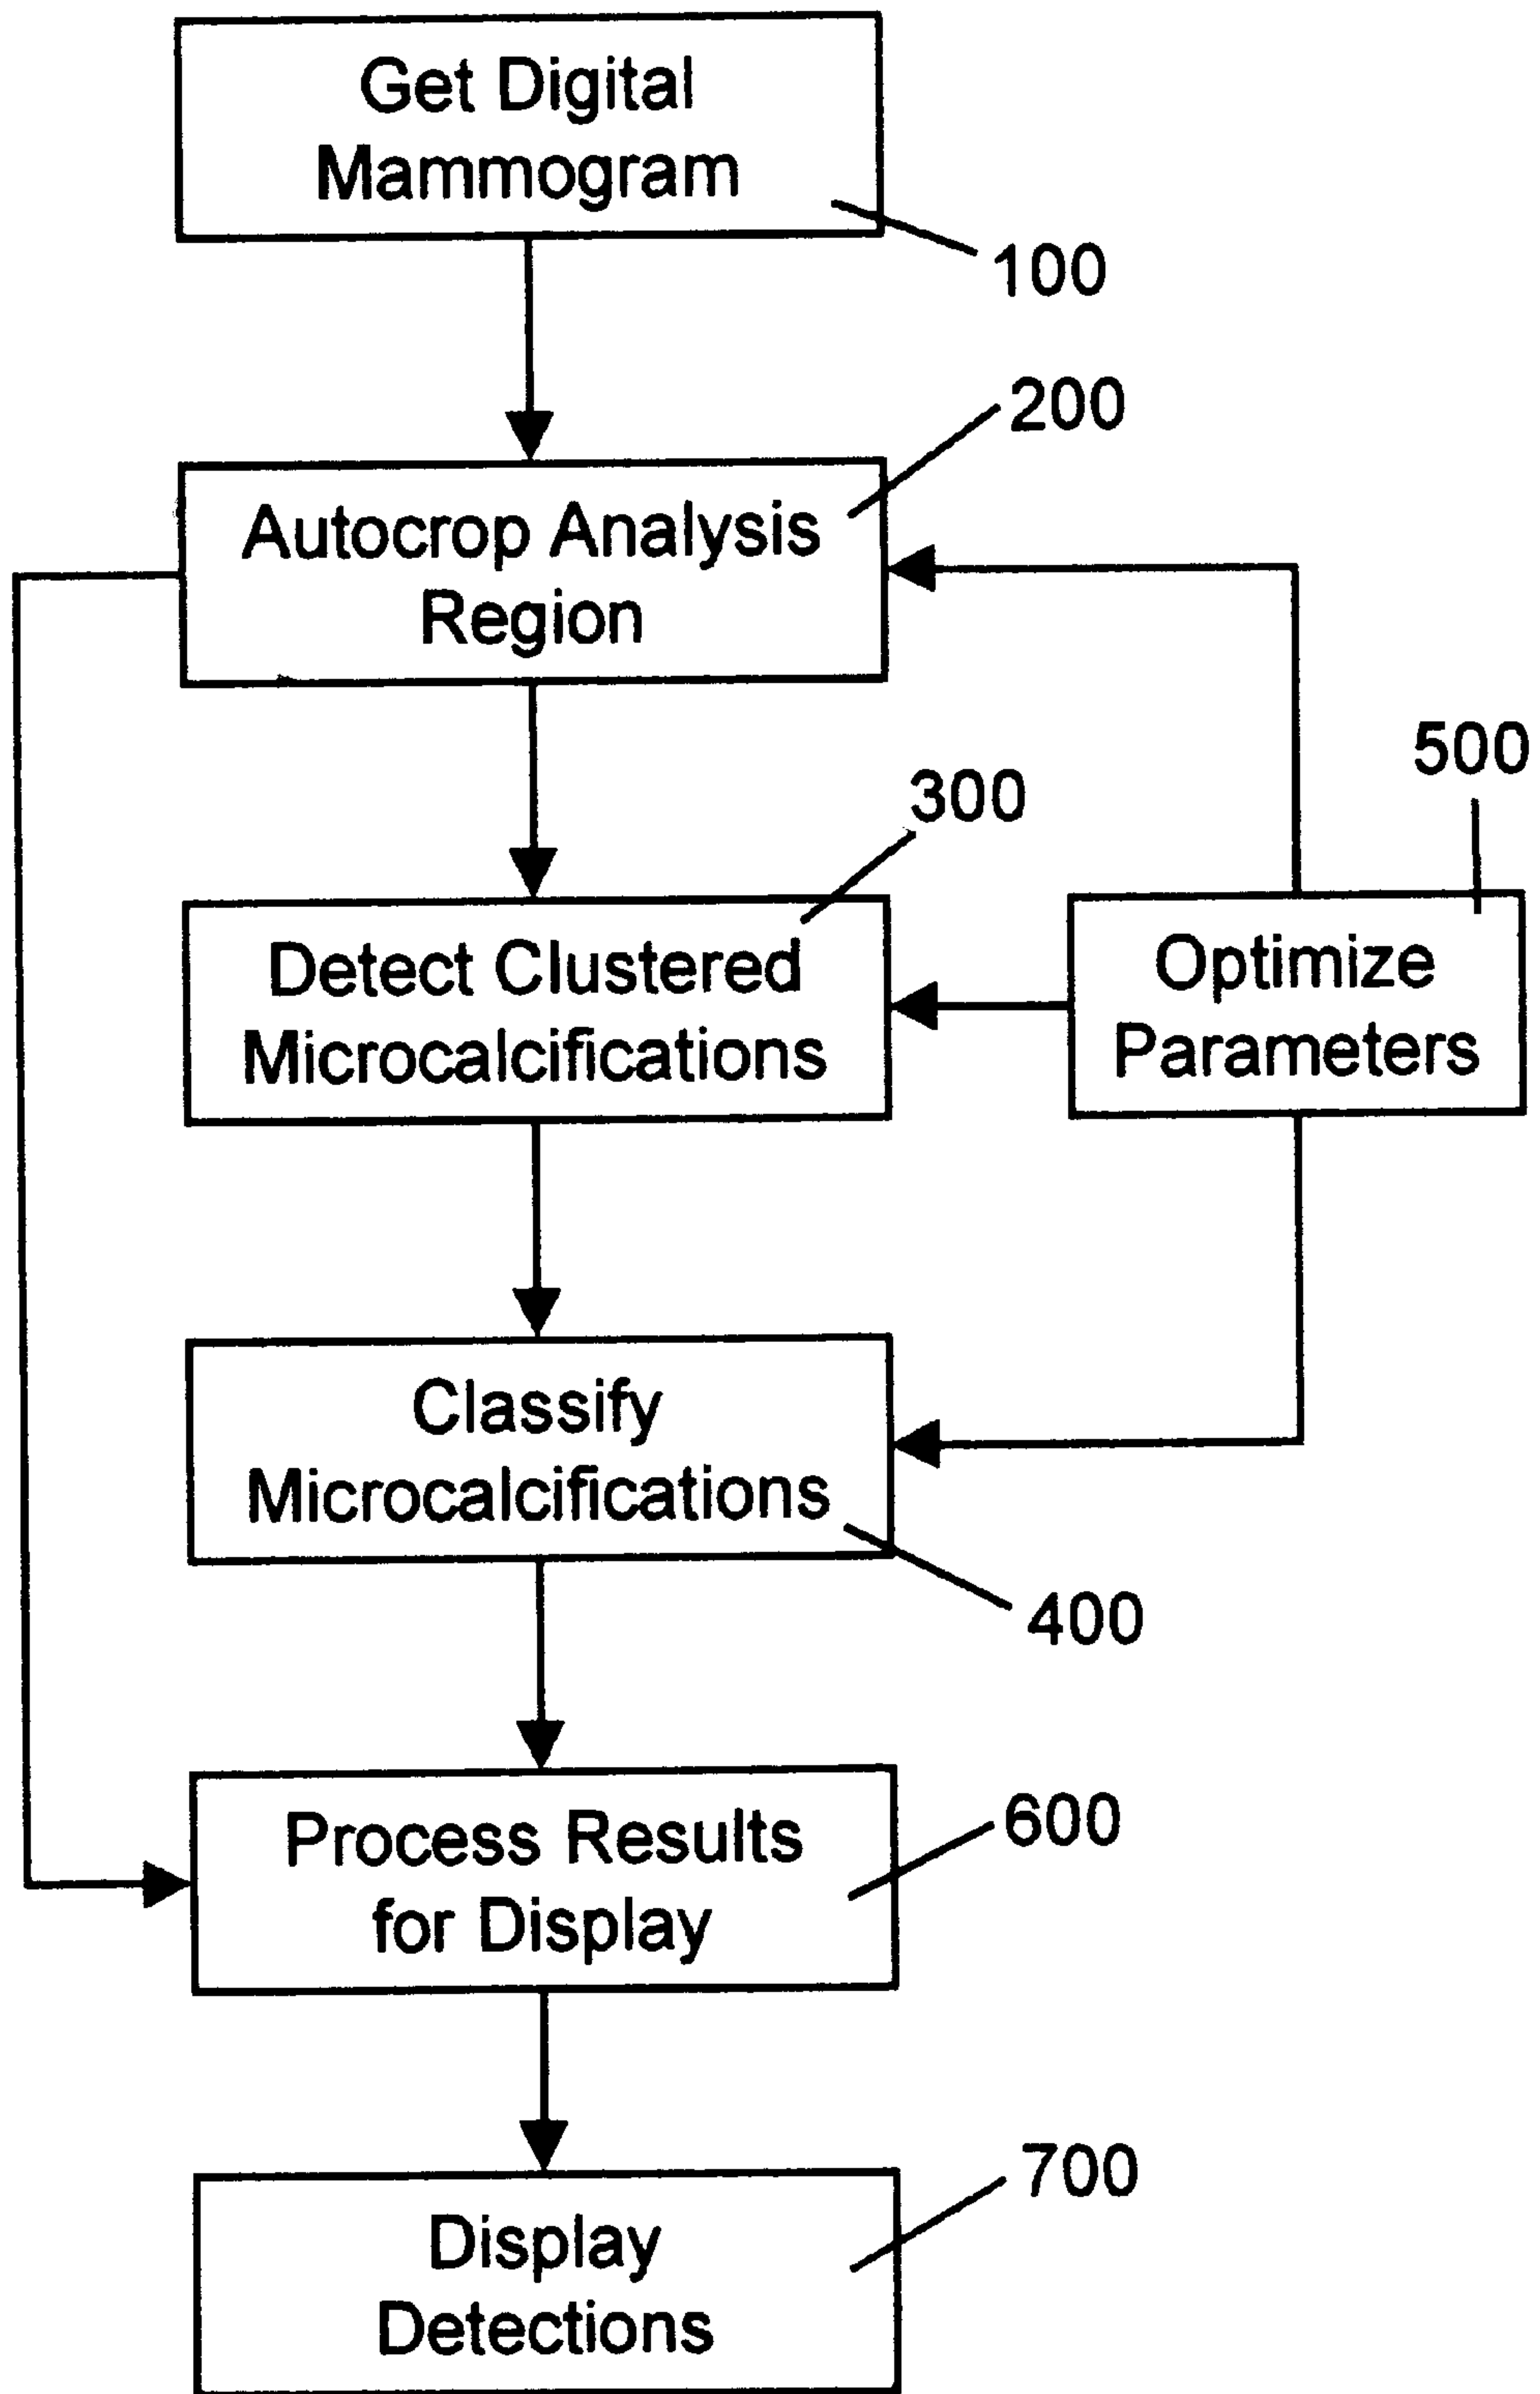 Get Digital
Mammogram
100
200
Autocrop Analysis
Region
500
300
Detect Clustered
Microcalcifications
Optimize
Parameters
Classify
Microcalcifications
400
Process Results
for Display
600
700
Display
Detections